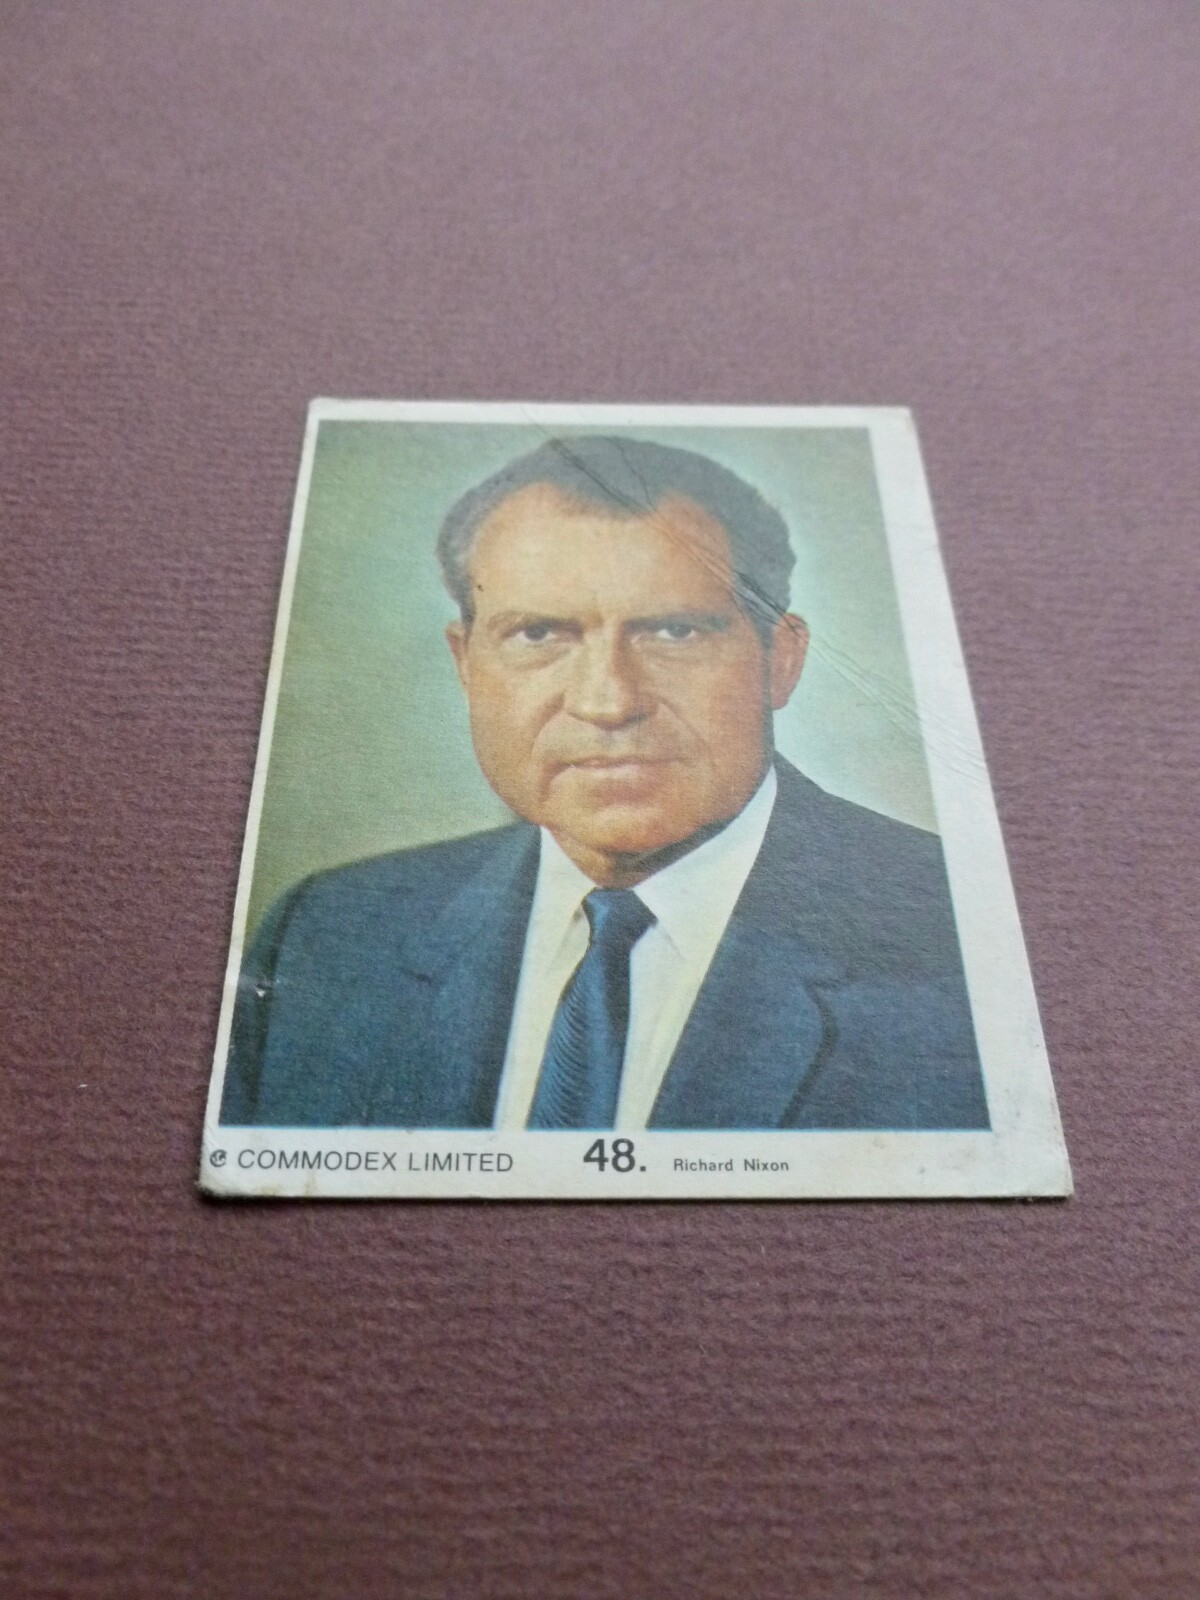 © COMMODEX LIMITED 48. Richard Nixon